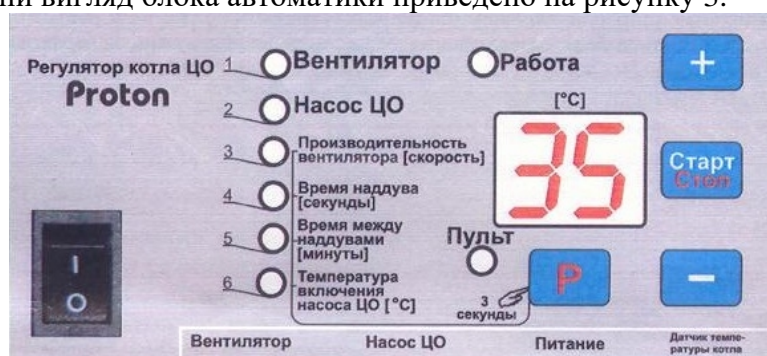 вигляд блока автоматики приведено на рисунку 3.
Регулятор котла ЦО
Proton
1 Вентилятор
Работа
+
2 Насос ЦО
[°C]
3 Производительность
вентилятора [скорость]
35
Старт
Стоп
4 Время наддува
[секунды]
5 Время между
наддувами
[минуты]
Пульт
6 Температура
включения
насоса ЦО [°C]
3
секунды
P
-
I
O
Вентилятор
Насос ЦО
Питание
Датчик темпе-
ратуры котла